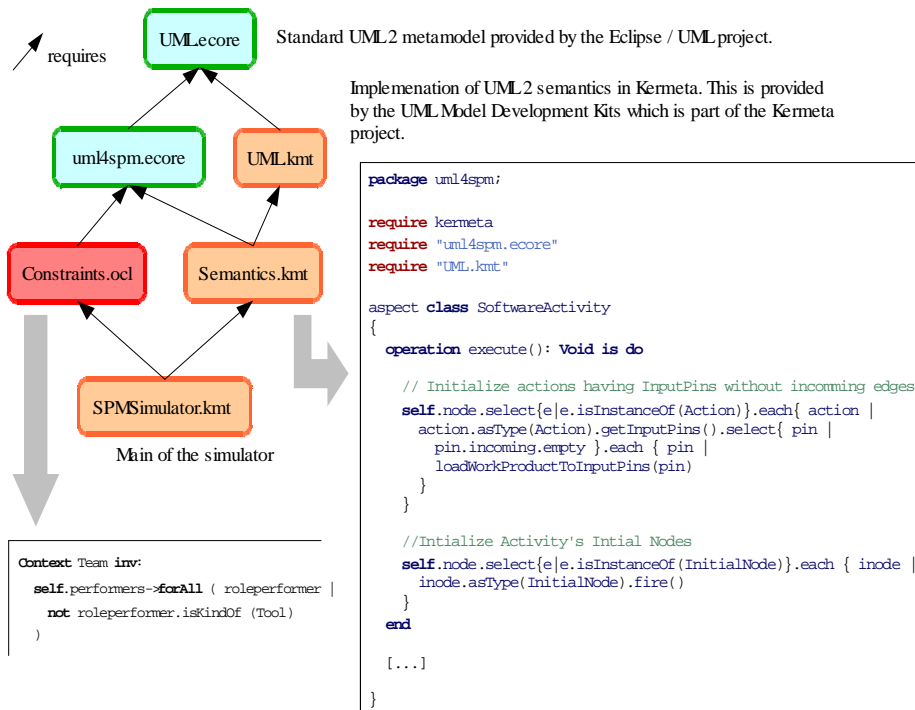 requires
UML.ecore
Standard UML2 metamodel provided by the Eclipse / UML project.
Implemenation of UML2 semantics in Kermeta. This is provided
by the UML Model Development Kits which is part of the Kermeta
project.
uml4spm.ecore
UML.kmt
Constraints.ocl
Semantics.kmt
SPMSimulator.kmt
Main of the simulator
package uml4spm;
require kermeta
require "uml4spm.ecore"
require "UML.kmt"
aspect class SoftwareActivity
{
operation execute(): Void is do
// Initialize actions having InputPins without incomming edges
self.node.select{e|e.isInstanceOf(Action)}.each{ action |
action.asType(Action).getInputPins().select{ pin |
pin.incoming.empty }.each { pin |
loadWorkProductToInputPins(pin)
}
}
//Intialize Activity's Intial Nodes
self.node.select{e|e.isInstanceOf(InitialNode)}.each { inode |
inode.asType(InitialNode).fire()
}
end
[...]
}
Context Team inv:
self.performers->forAll ( roleperformer |
not roleperformer.isKindOf (Tool)
)